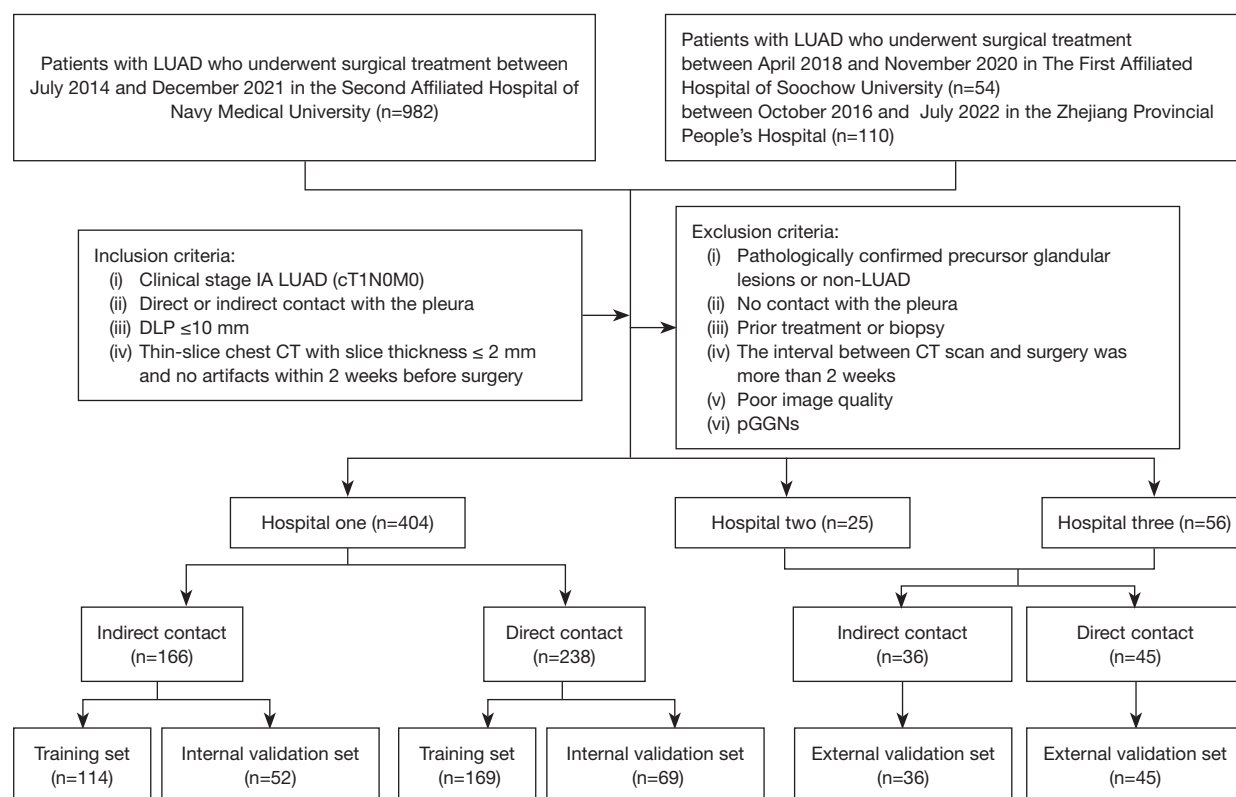 Patients with LUAD who underwent surgical treatment between
July 2014 and December 2021 in the Second Affiliated Hospital of
Navy Medical University (n=982)
Patients with LUAD who underwent surgical treatment
between April 2018 and November 2020 in The First Affiliated
Hospital of Soochow University (n=54)
between October 2016 and July 2022 in the Zhejiang Provincial
People's Hospital (n=110)
Inclusion criteria:
(i) Clinical stage IA LUAD (cT1N0M0)
(ii) Direct or indirect contact with the pleura
(iii) DLP ≤10 mm
(iv) Thin-slice chest CT with slice thickness ≤ 2 mm
and no artifacts within 2 weeks before surgery
Exclusion criteria:
(i) Pathologically confirmed precursor glandular
lesions or non-LUAD
(ii) No contact with the pleura
(iii) Prior treatment or biopsy
(iv) The interval between CT scan and surgery was
more than 2 weeks
(v) Poor image quality
(vi) pGGNs
Hospital one (n=404)
Hospital two (n=25)
Hospital three (n=56)
Indirect contact
(n=166)
Direct contact
(n=238)
Indirect contact
(n=36)
Direct contact
(n=45)
Training set
(n=114)
Internal validation set
(n=52)
Training set
(n=169)
Internal validation set
(n=69)
External validation set
(n=36)
External validation set
(n=45)